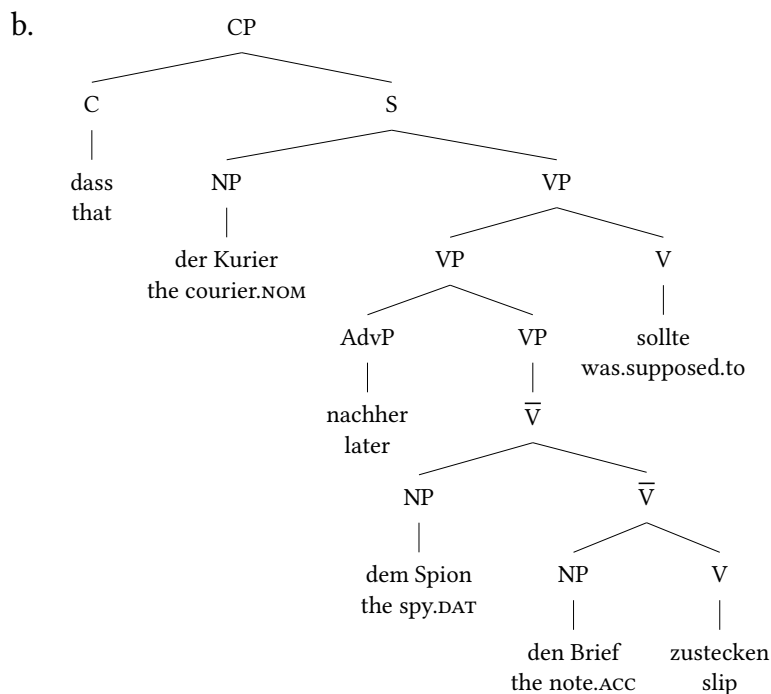 b.
CP
C S
dass
that
NP VP
der Kurier
the courier.NOM
VP V
AdvP VP sollte
was.supposed.to
nachher
later
V̅
NP V̅
dem Spion
the spy.DAT
NP V
den Brief zustecken
the note.ACC slip